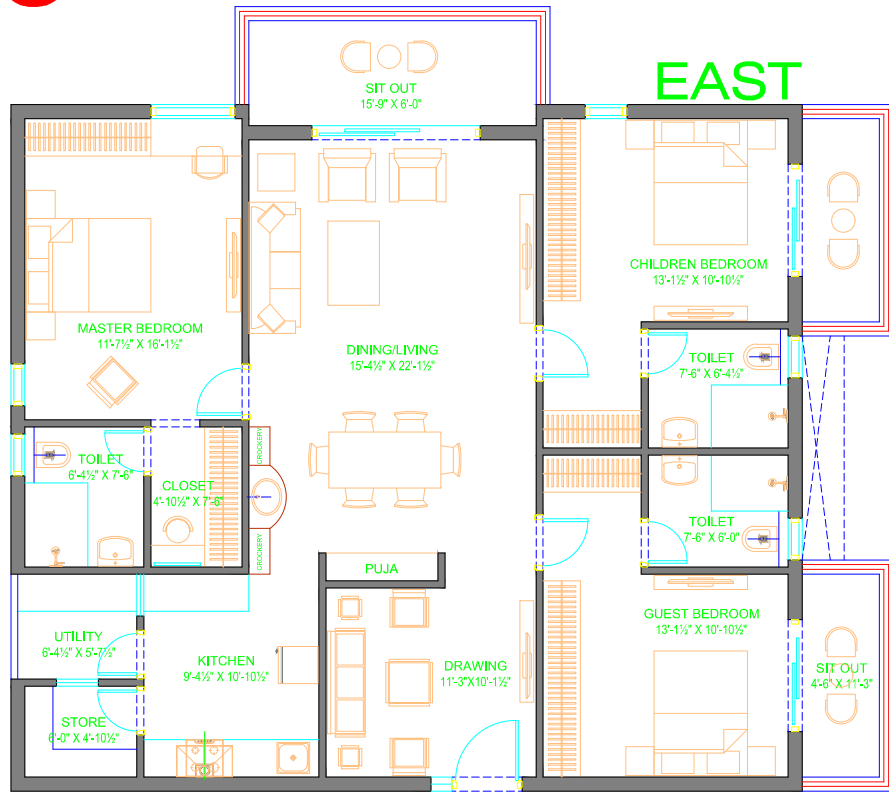 EAST
SIT OUT
15'-9" X 6'-0"
CHILDREN BEDROOM
13'-1½" X 10'-10½"
MASTER BEDROOM
11'-7½" X 16'-1½"
DINING/LIVING
15'-4½" X 22'-1½"
TOILET
7'-6" X 6'-4½"
TOILET
6'-4½" X 7'-6"
CLOSET
4'-10½" X 7'-6"
CROCKERY
CROCKERY
TOILET
7'-6" X 6'-0"
PUJA
UTILITY
6'-4½" X 5'-7½"
KITCHEN
9'-4½" X 10'-10½"
DRAWING
11'-3"X10'-1½"
GUEST BEDROOM
13'-1½" X 10'-10½"
SIT OUT
4'-6" X 11'-3"
STORE
6'-0" X 4'-10½"